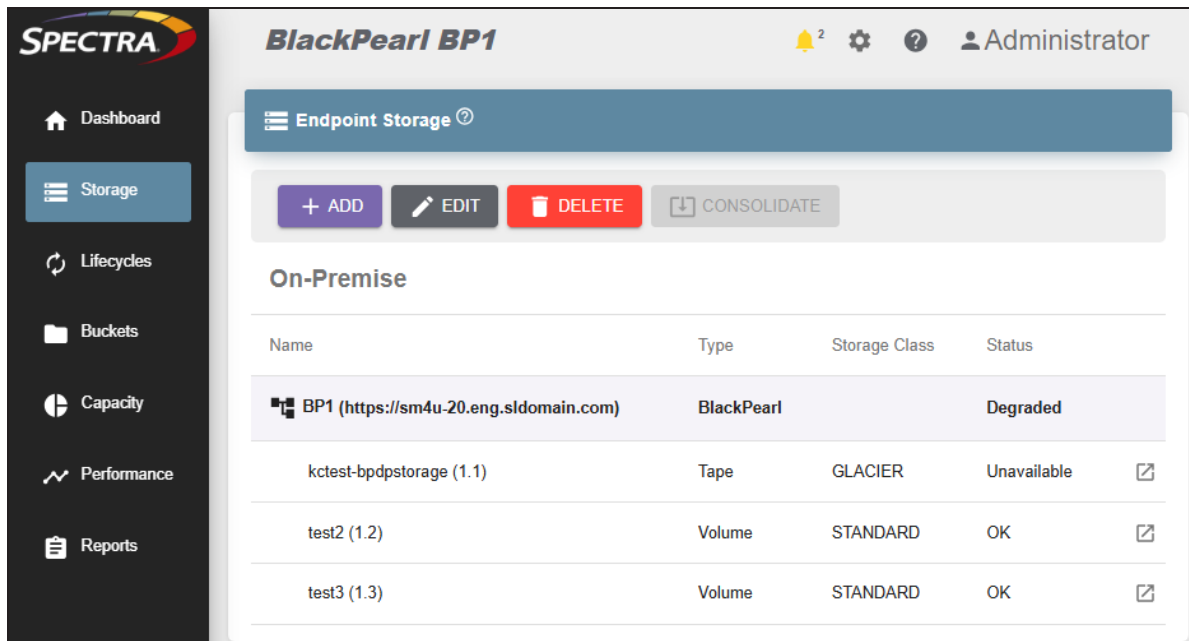 SPECTRA
BlackPearl BP1
2
Administrator
Dashboard
Storage
Lifecycles
Buckets
Capacity
Performance
Reports
Endpoint Storage ?
+ ADD
EDIT
DELETE
CONSOLIDATE
On-Premise
Name Type Storage Class Status
BP1 (https://sm4u-20.eng.sldomain.com) BlackPearl Degraded
kctest-bpdpstorage (1.1) Tape GLACIER Unavailable
test2 (1.2) Volume STANDARD OK
test3 (1.3) Volume STANDARD OK